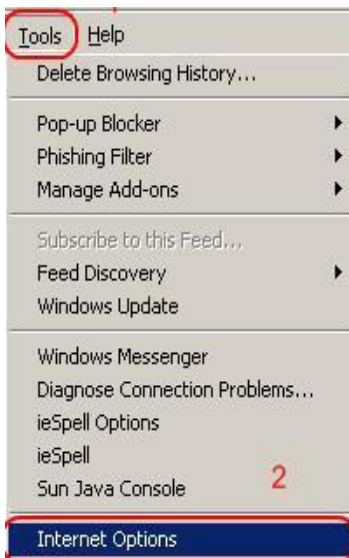 Tools Help
Delete Browsing History...
Pop-up Blocker
Phishing Filter
Manage Add-ons
Subscribe to this Feed...
Feed Discovery
Windows Update
Windows Messenger
Diagnose Connection Problems...
ieSpell Options
ieSpell
Sun Java Console
2
Internet Options